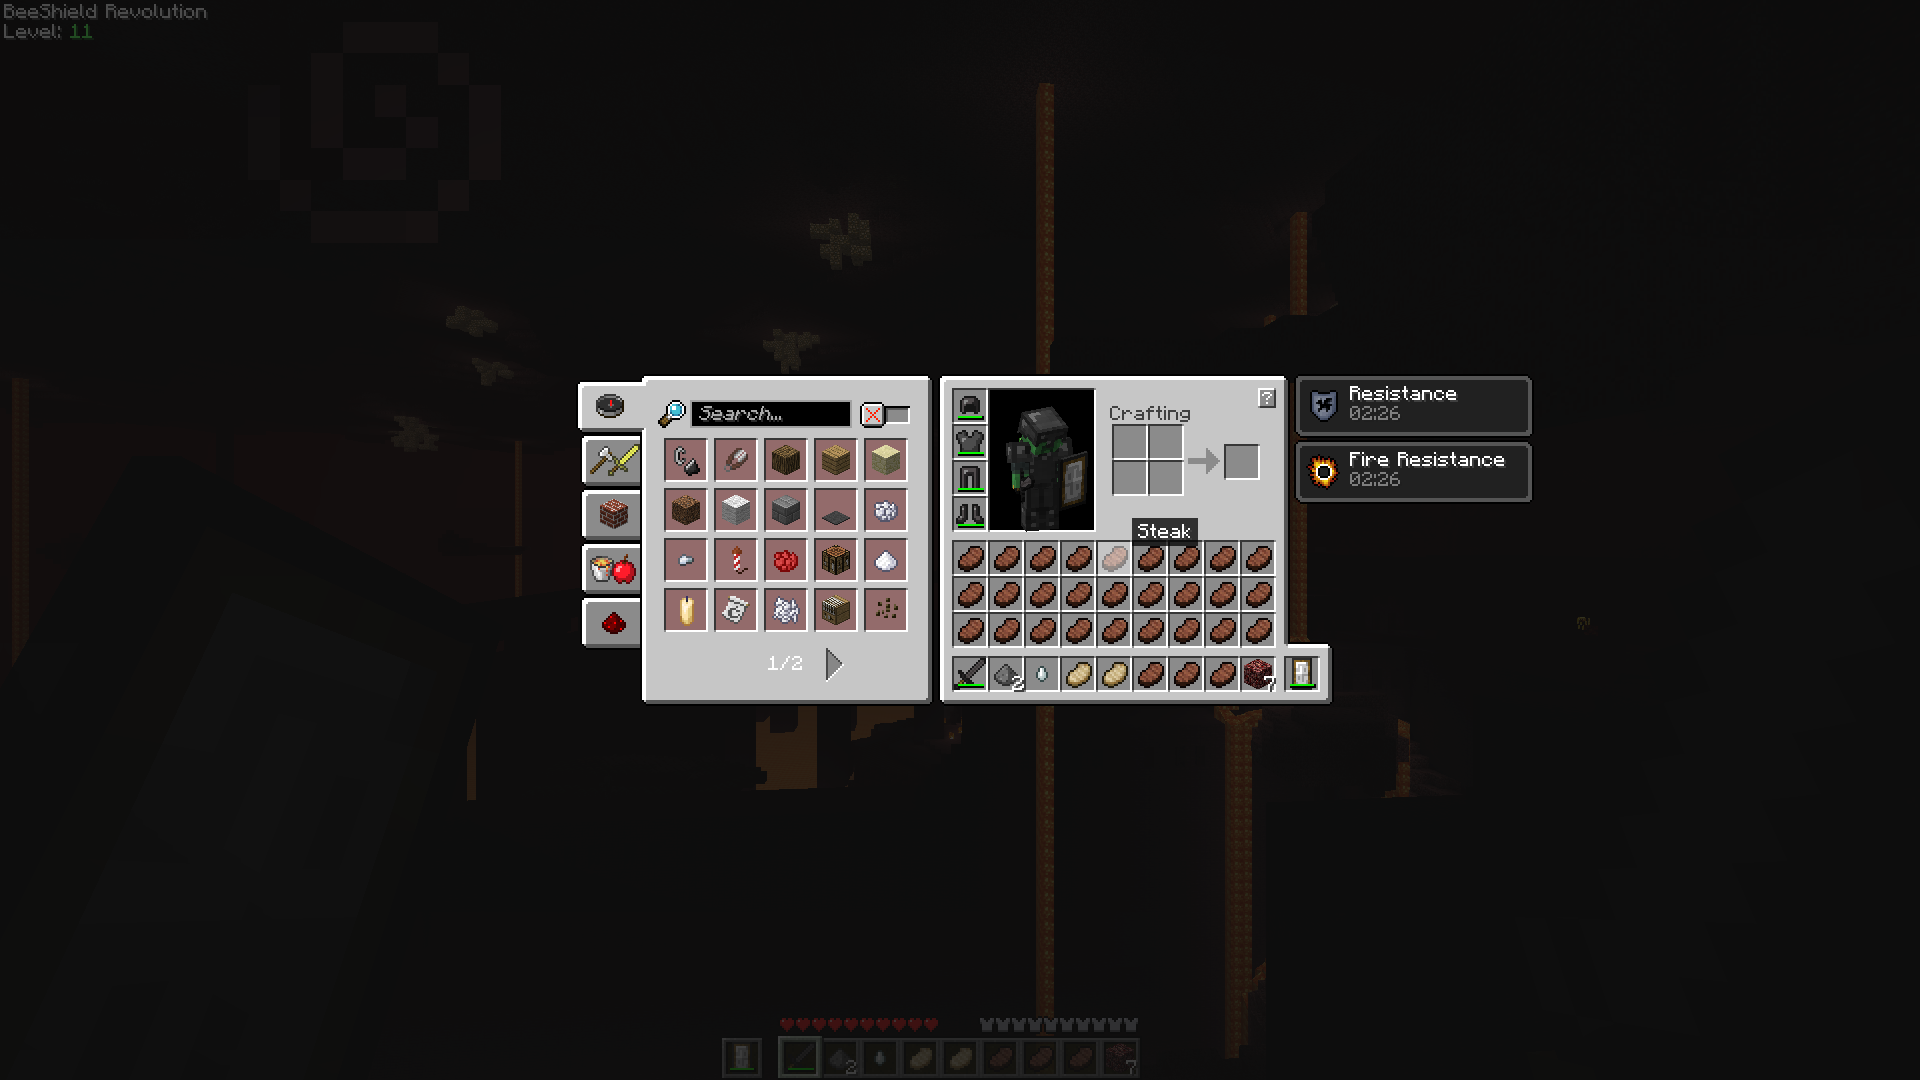 BeeShield Revolution
Level: 11
Search...
1/2
Crafting
?
Steak
2
7
Resistance
02:26
Fire Resistance
02:26
2
7